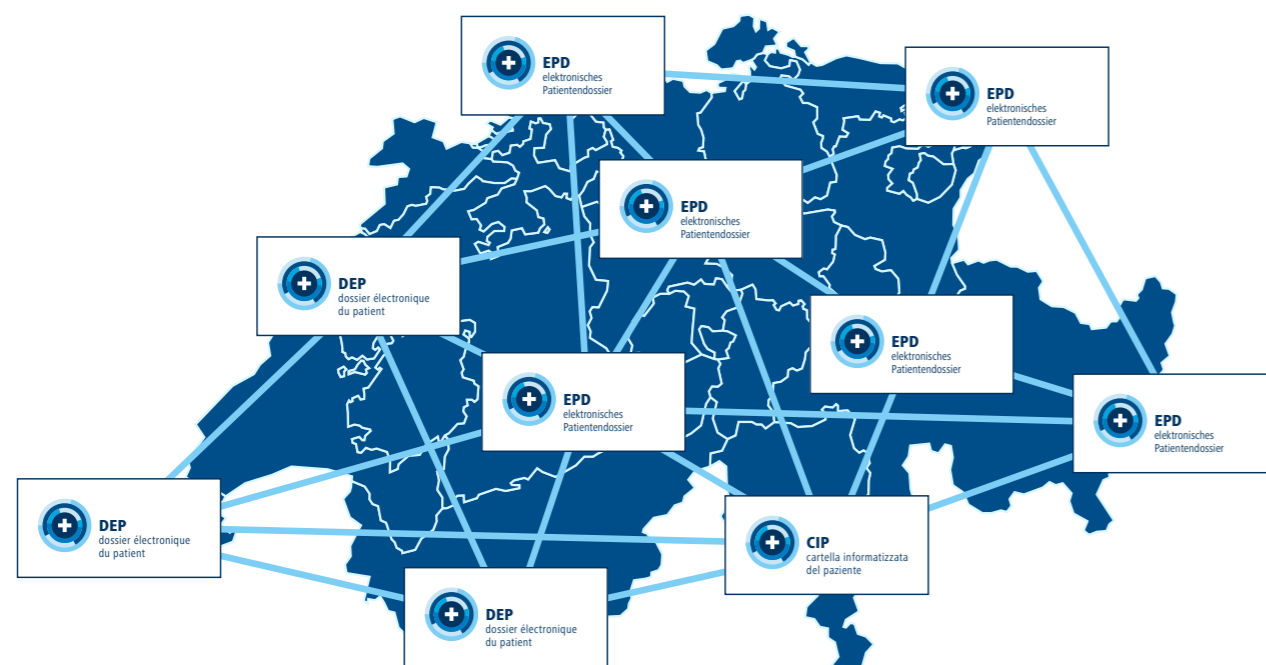 EPD
elektronisches
Patientendossier
EPD
elektronisches
Patientendossier
EPD
elektronisches
Patientendossier
DEP
dossier électronique
du patient
EPD
elektronisches
Patientendossier
EPD
elektronisches
Patientendossier
EPD
elektronisches
Patientendossier
DEP
dossier électronique
du patient
CIP
cartella informatizzata
del paziente
DEP
dossier électronique
du patient